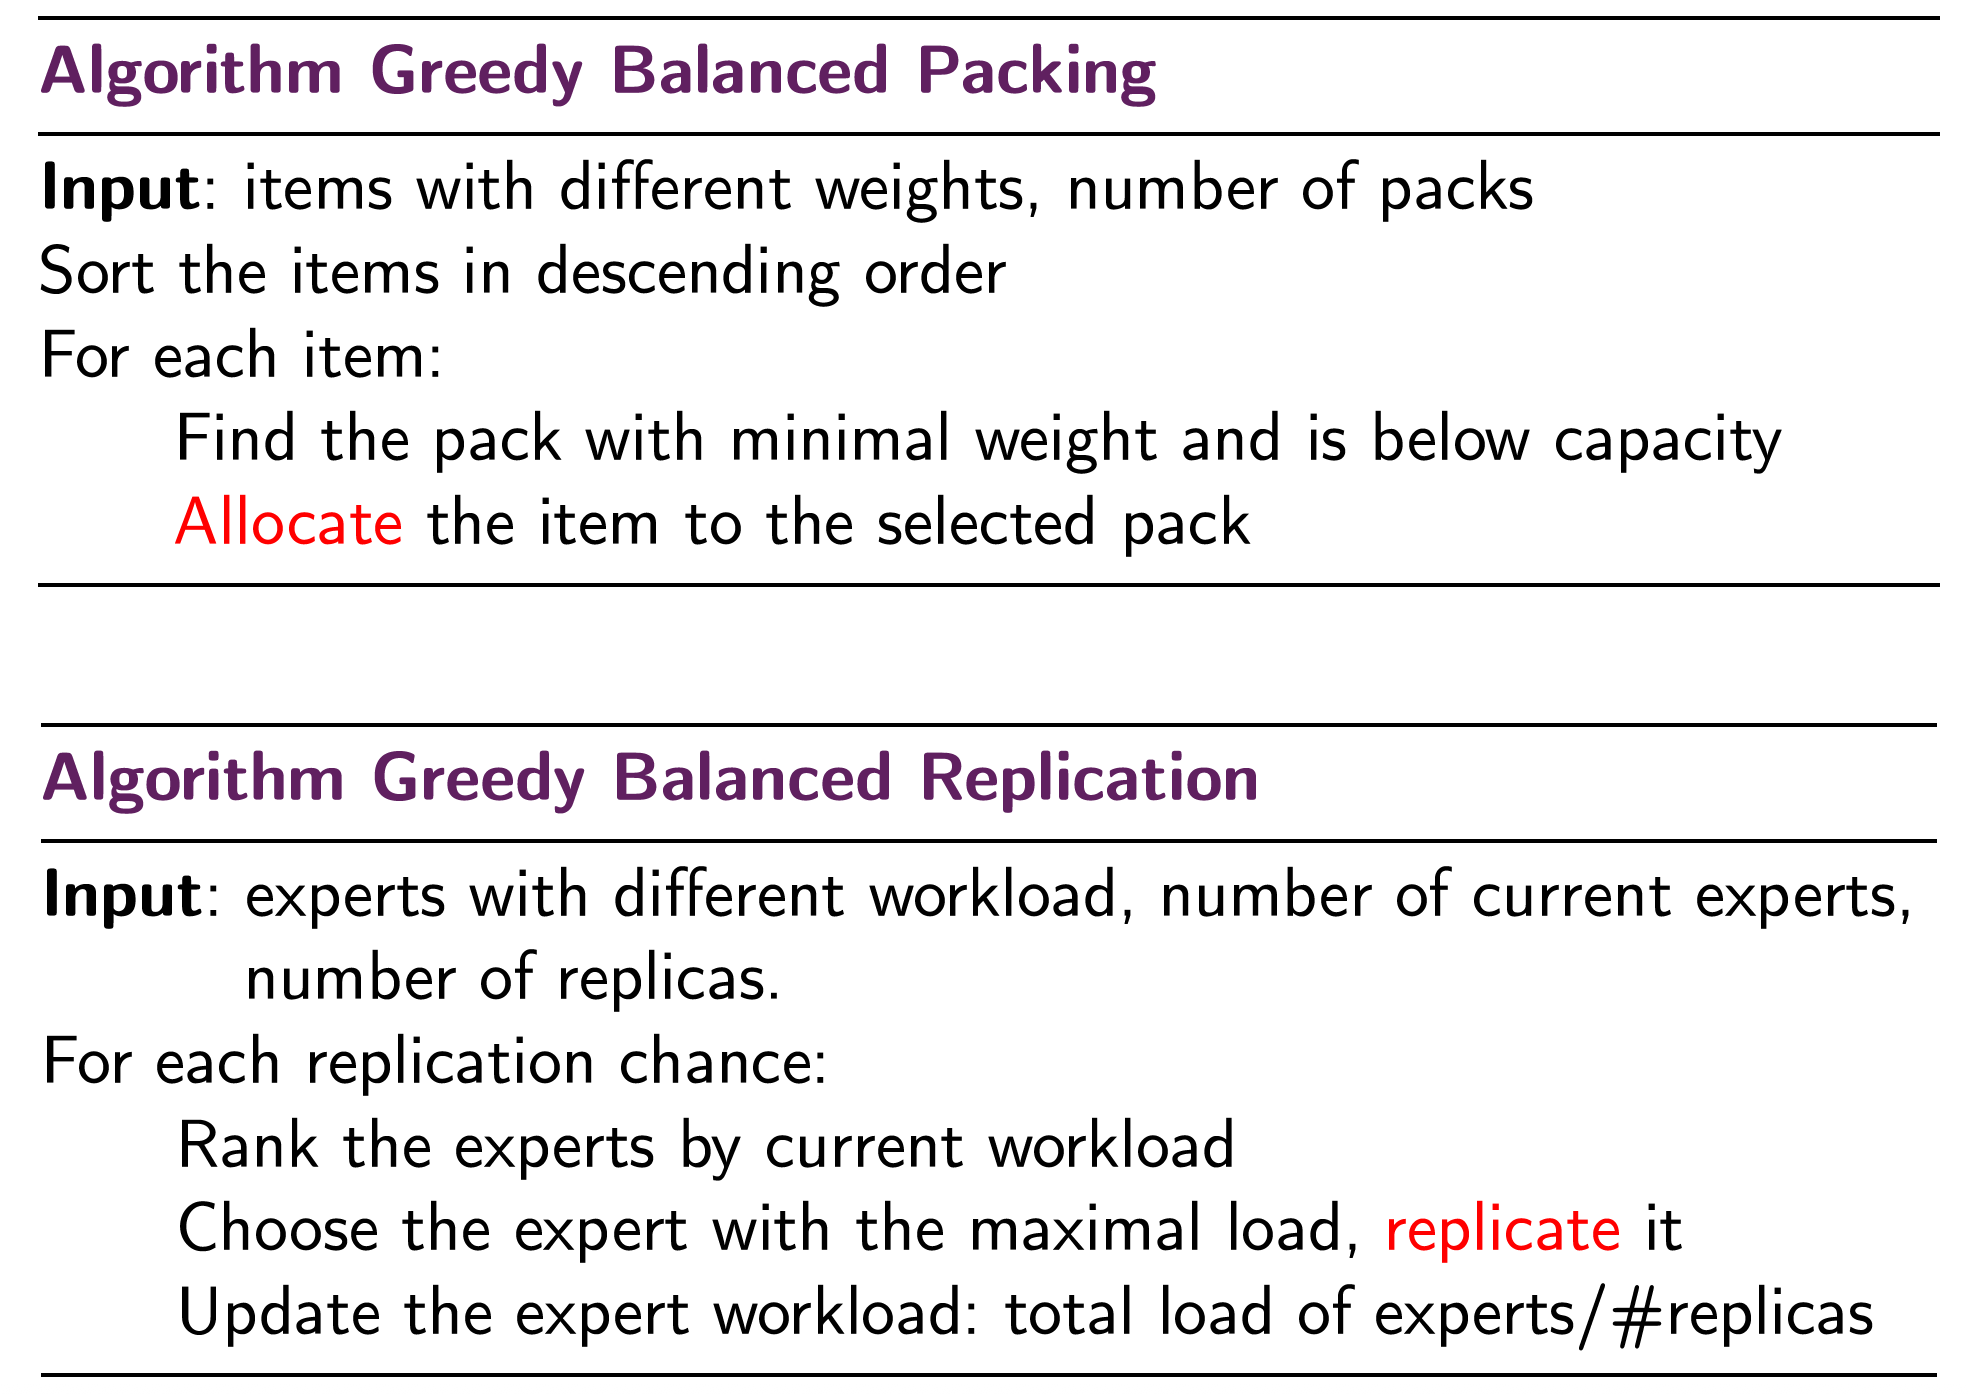 Algorithm Greedy Balanced Packing
Input: items with different weights, number of packs
Sort the items in descending order
For each item:
Find the pack with minimal weight and is below capacity
Allocate the item to the selected pack
Algorithm Greedy Balanced Replication
Input: experts with different workload, number of current experts,
number of replicas.
For each replication chance:
Rank the experts by current workload
Choose the expert with the maximal load, replicate it
Update the expert workload: total load of experts/#replicas